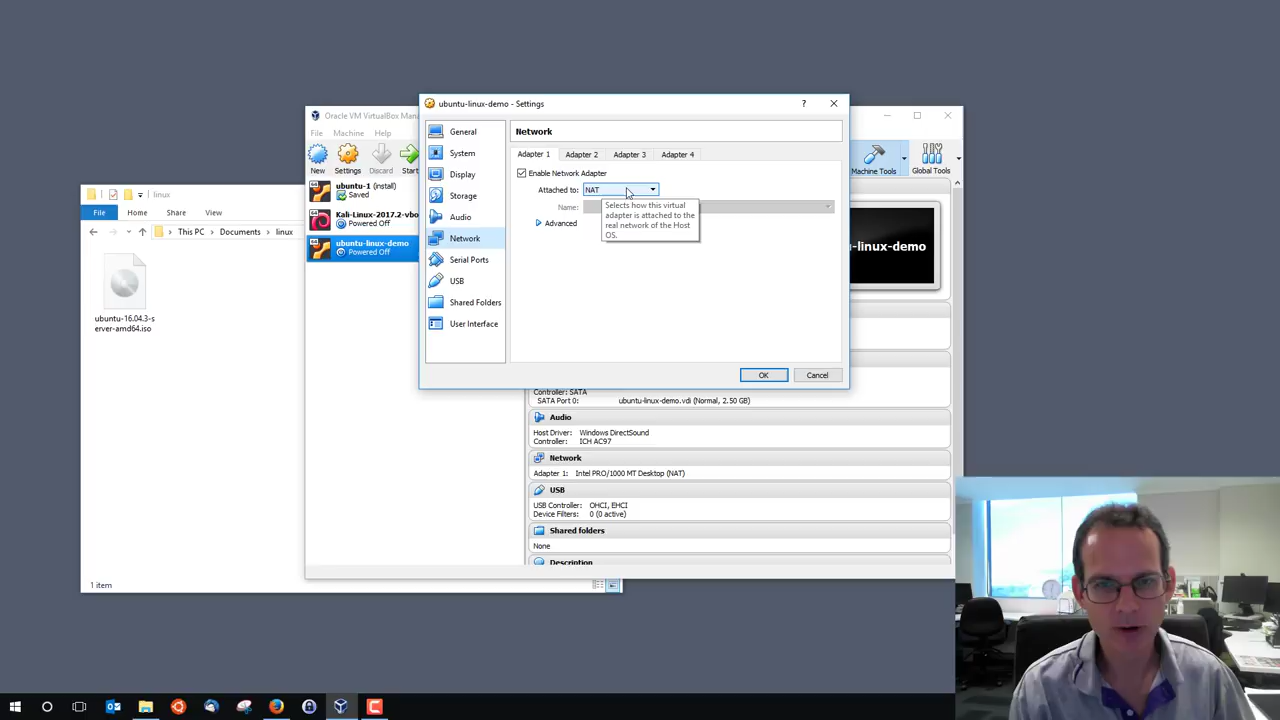 ubuntu-linux-demo - Settings
?
Oracle VM VirtualBox Man
File Machine Help
New
Settings
Discard
Start
Machine Tools
Global Tools
ubuntu-1 (install)
Saved
Kali-Linux-2017.2-vbo
Powered Off
ubuntu-linux-demo
Powered Off
General
System
Display
Storage
Audio
Network
Serial Ports
USB
Shared Folders
User Interface
Network
Adapter 1 Adapter 2 Adapter 3 Adapter 4
Enable Network Adapter
Attached to: NAT
Name:
Selects how this virtual
adapter is attached to the
real network of the Host
OS.
Advanced
OK Cancel
-linux-demo
linux
File Home Share View
This PC Documents linux
ubuntu-16.04.3-s
erver-amd64.iso
1 item
Controller: SATA
SATA Port 0: ubuntu-linux-demo.vdi (Normal, 2.50 GB)
Audio
Host Driver: Windows DirectSound
Controller: ICH AC97
Network
Adapter 1: Intel PRO/1000 MT Desktop (NAT)
USB
USB Controller: OHCI, EHCI
Device Filters: 0 (0 active)
Shared folders
None
Description